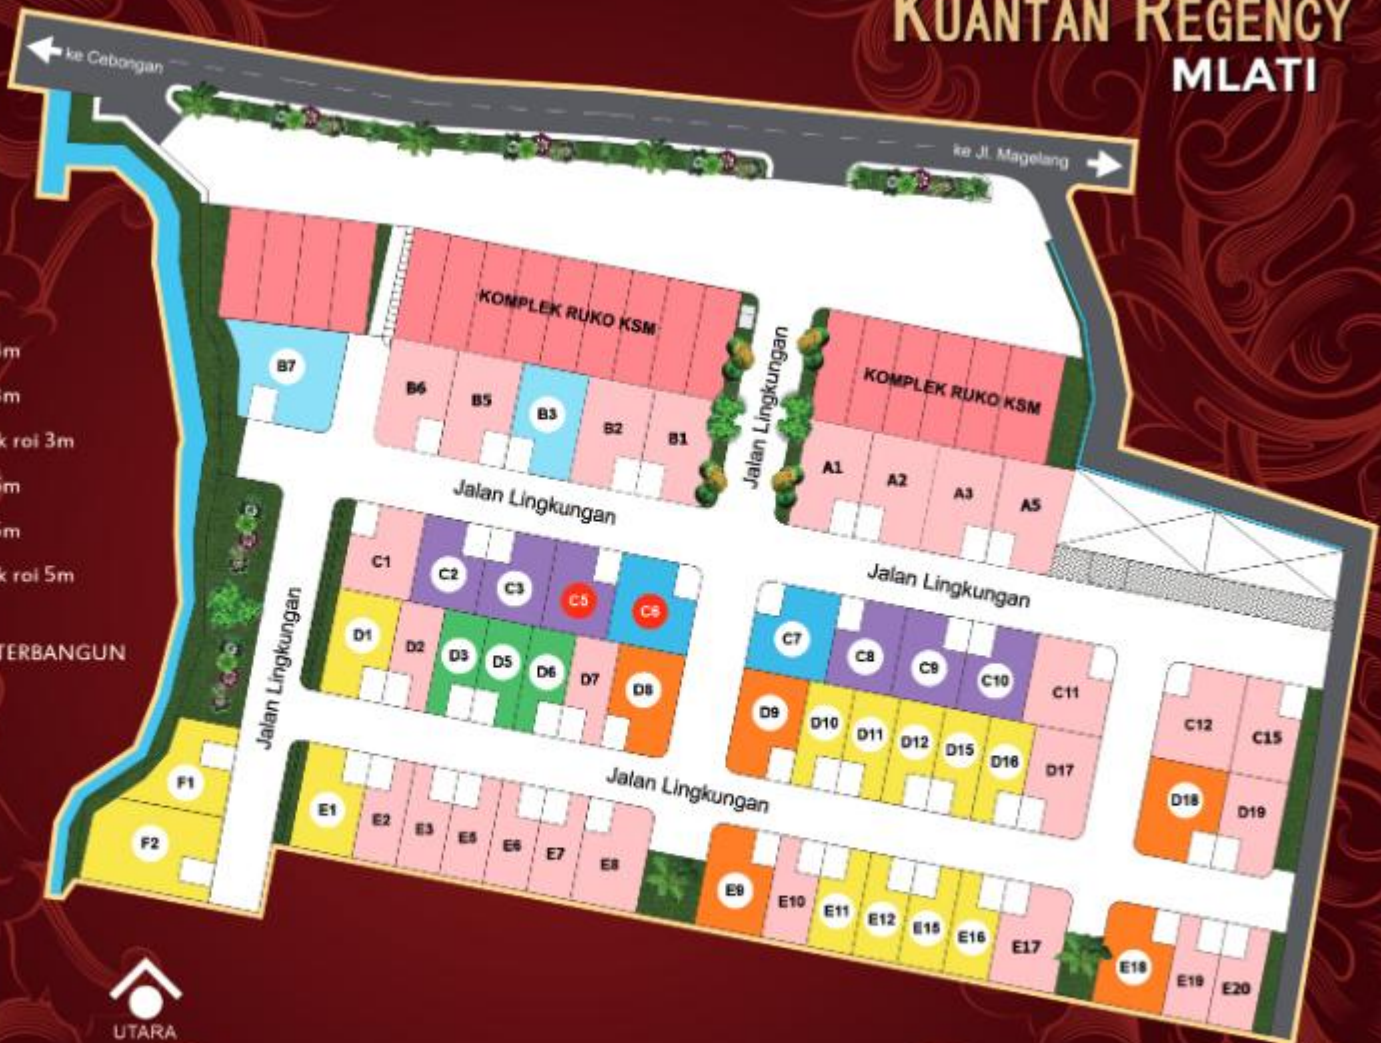 KUANTAN REGENCY
MLATI
ke Cebongan
ke Jl. Magelang
KOMPLEK RUKO KSM
KOMPLEK RUKO KSM
B7
B6
B5
B3
B2
B1
Jalan Lingkungan
A1
A2
A3
A5
m
m
k roi 3m
m
m
k roi 5m
TERBANGUN
Jalan Lingkungan
Jalan Lingkungan
C1
C2
C3
C5
C6
C7
C8
C9
C10
C11
C12
C15
D1
D2
D3
D5
D6
D7
D8
D9
D10
D11
D12
D15
D16
D17
D18
D19
Jalan Lingkungan
Jalan Lingkungan
F1
F2
E1
E2
E3
E5
E6
E7
E8
E9
E10
E11
E12
E15
E16
E17
E18
E19
E20
UTARA